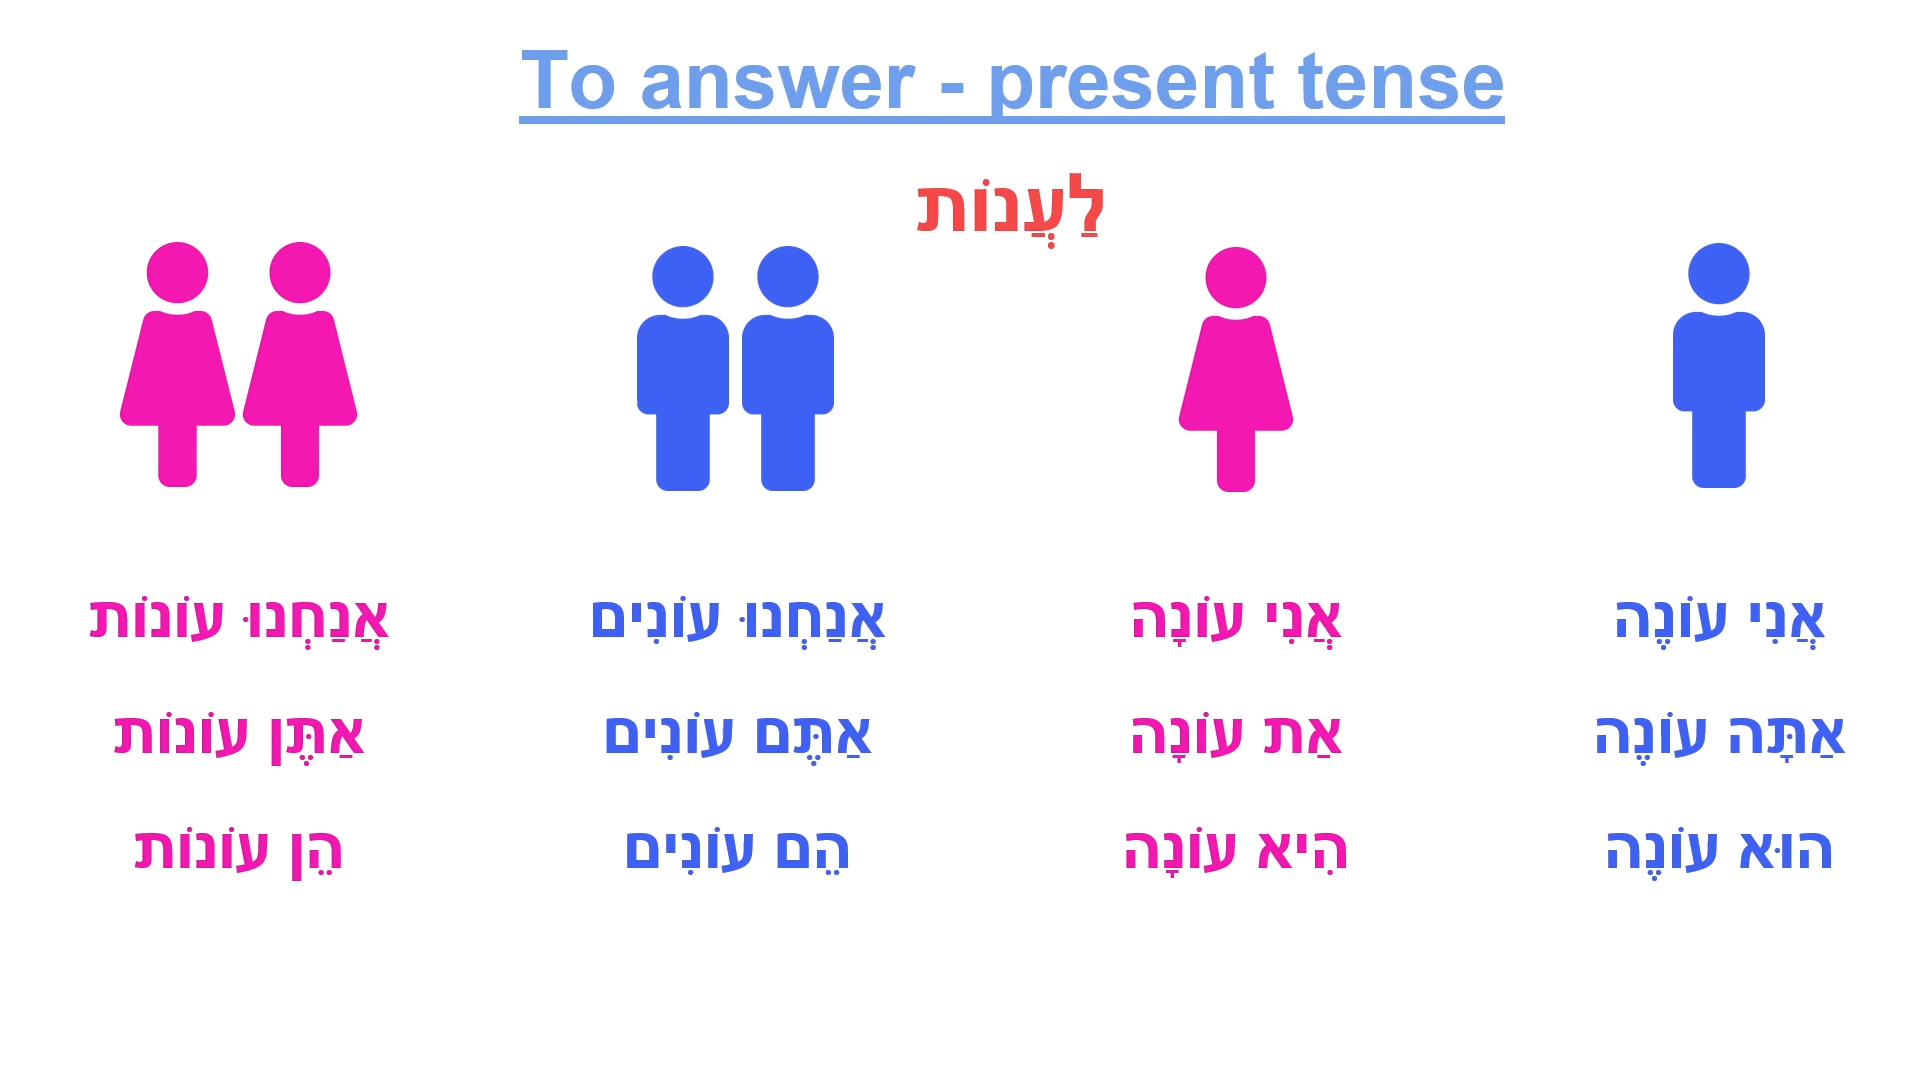 To answer - present tense
לַעֲנוֹת
אֲנִי עוֹנֶה
אַתָּה עוֹנֶה
הוּא עוֹנֶה
אֲנִי עוֹנָה
אַת עוֹנָה
הִיא עוֹנָה
אֲנַחְנוּ עוֹנִים
אַתֶּם עוֹנִים
הֶם עוֹנִים
אֲנַחְנוּ עוֹנוֹת
אַתֶּן עוֹנוֹת
הֵן עוֹנוֹת